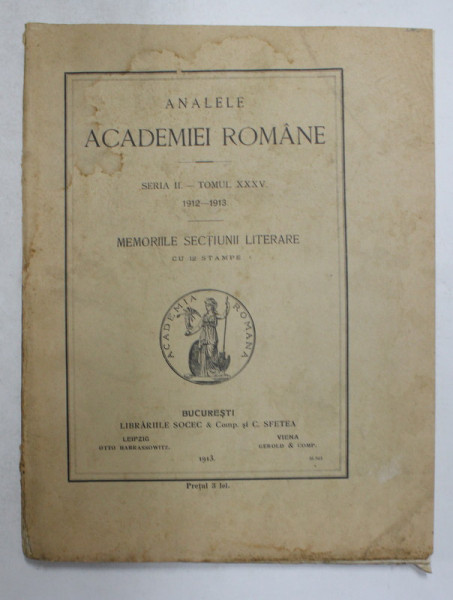 ANALELE
ACADEMIEI ROMÂNE
SERIA II. — TOMUL XXXV.
1912—1913
MEMORIILE SECȚIUNII LITERARE
CU 12 STAMPE
ACADEMIA ROMANA
BUCUREȘTI
LIBRĂRIILE SOCEC & Comp. și C. SFETEA
LEIPZIG VIENA
OTTO HARRASSOWITZ. GEROLD & COMP.
1913.
Prețul 3 lei.